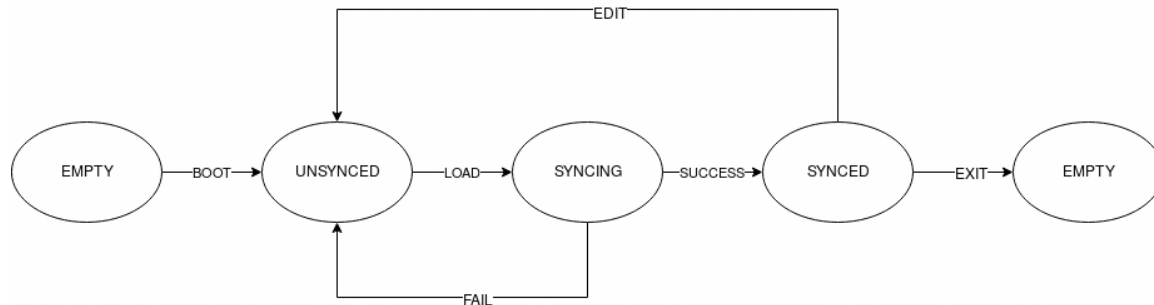 EDIT
EMPTY
BOOT
UNSYNCED
LOAD
SYNCING
SUCCESS
SYNCED
EXIT
EMPTY
FAIL